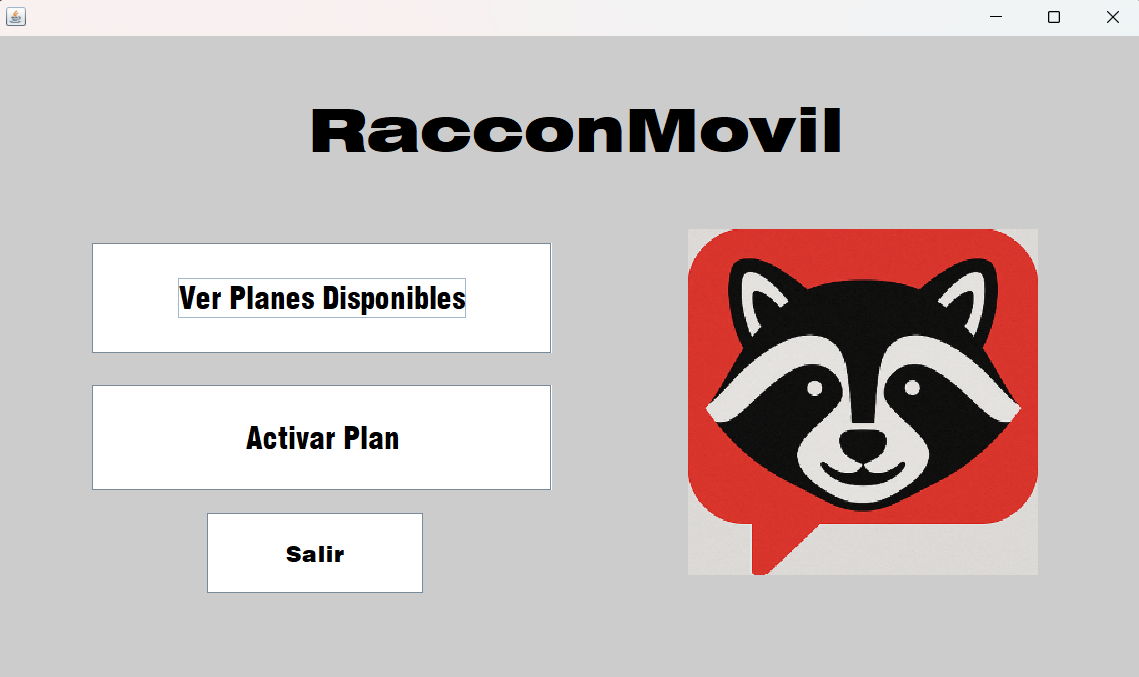 RacconMovil
Ver Planes Disponibles
Activar Plan
Salir